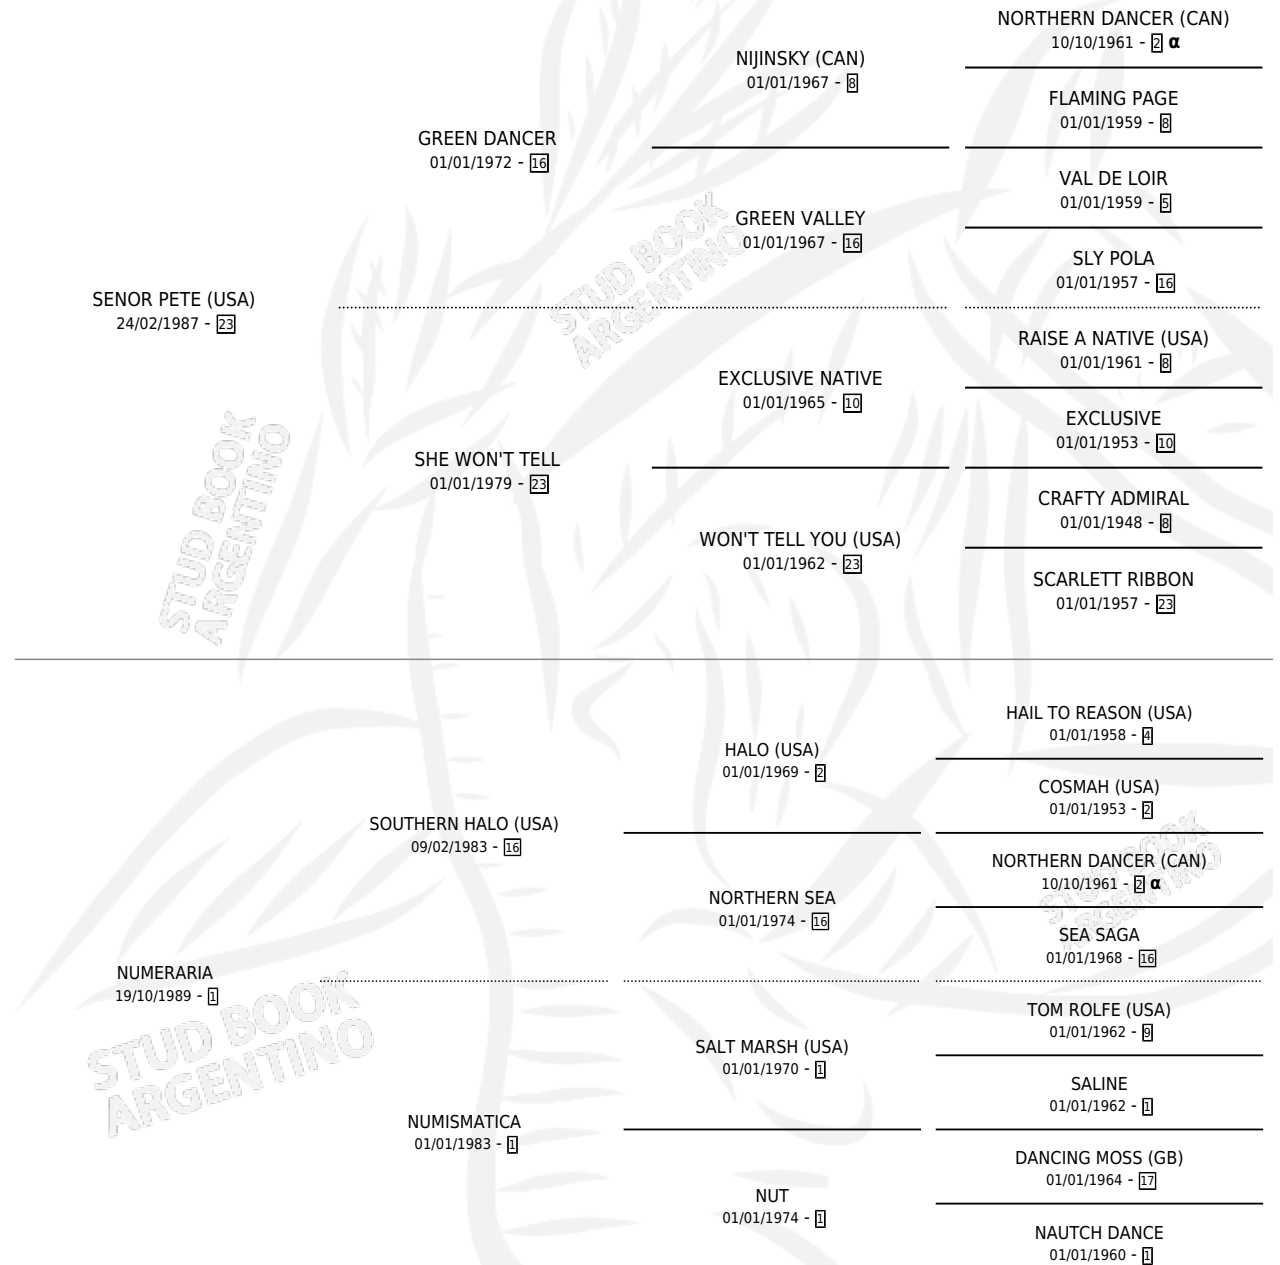 NORTHERN DANCER (CAN)
10/10/1961 - 2 α
NIJINSKY (CAN)
01/01/1967 - 8
FLAMING PAGE
01/01/1959 - 8
GREEN DANCER
01/01/1972 - 16
VAL DE LOIR
01/01/1959 - 5
GREEN VALLEY
01/01/1967 - 16
SLY POLA
01/01/1957 - 16
SENOR PETE (USA)
24/02/1987 - 23
RAISE A NATIVE (USA)
01/01/1961 - 8
EXCLUSIVE NATIVE
01/01/1965 - 10
EXCLUSIVE
01/01/1953 - 10
SHE WON'T TELL
01/01/1979 - 23
CRAFTY ADMIRAL
01/01/1948 - 8
WON'T TELL YOU (USA)
01/01/1962 - 23
SCARLETT RIBBON
01/01/1957 - 23
HAIL TO REASON (USA)
01/01/1958 - 4
HALO (USA)
01/01/1969 - 2
COSMAH (USA)
01/01/1953 - 2
SOUTHERN HALO (USA)
09/02/1983 - 16
NORTHERN DANCER (CAN)
10/10/1961 - 2 α
NORTHERN SEA
01/01/1974 - 16
SEA SAGA
01/01/1968 - 16
NUMERARIA
19/10/1989 - 1
TOM ROLFE (USA)
01/01/1962 - 9
SALT MARSH (USA)
01/01/1970 - 1
SALINE
01/01/1962 - 1
NUMISMATICA
01/01/1983 - 1
DANCING MOSS (GB)
01/01/1964 - 17
NUT
01/01/1974 - 1
NAUTCH DANCE
01/01/1960 - 1
STUD BOOK
ARGENTINO
STUD BOOK
ARGENTINO
STUD BOOK
ARGENTINO
STUD BOOK
ARGENTINO